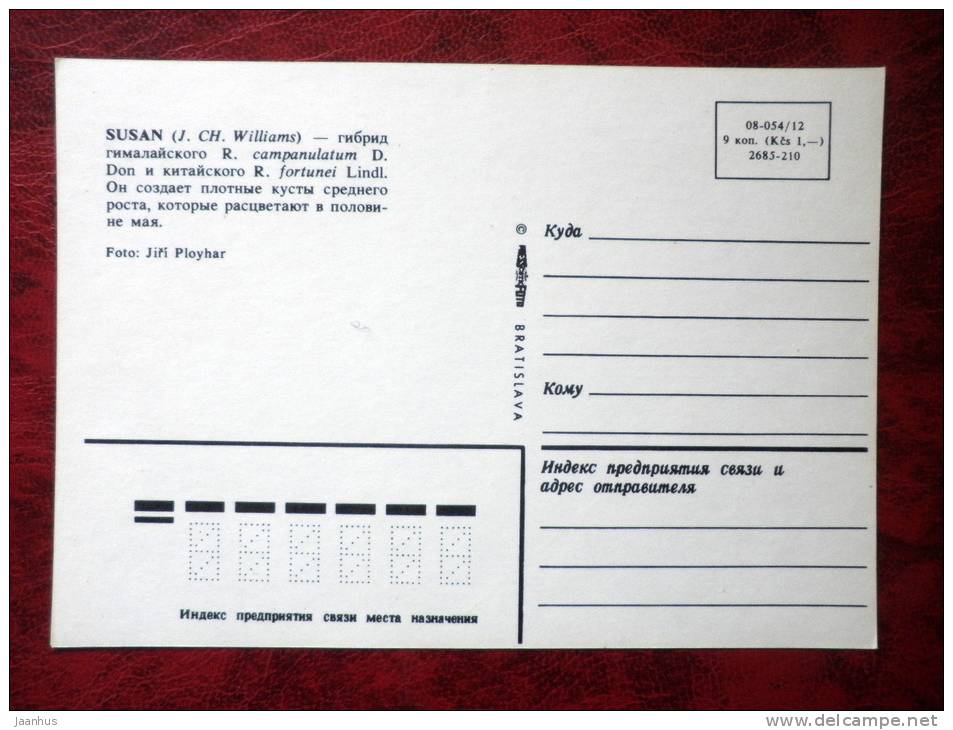 SUSAN (J. CH. Williams) — гибрид
гималайского R. campanulatum D.
Don и китайского R. fortunei Lindl.
Он создает плотные кусты среднего
роста, которые расцветают в полови-
не мая.
Foto: Jiří Ployhar
08-054/12
9 коп. (Kčs 1,—)
2685-210
©
BRATISLAVA
Куда
Кому
Индекс предприятия связи и
адрес отправителя
Индекс предприятия связи места назначения
Jaanhus
www.delcampe.net